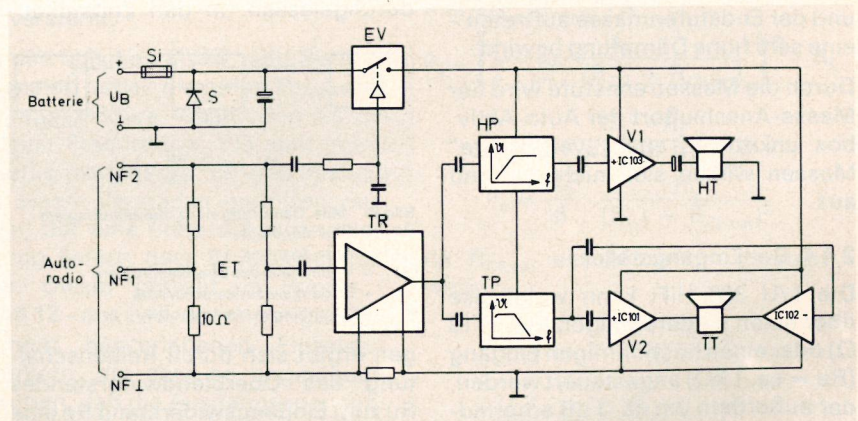 EV
+
Si
Batterie
UB
S
-
NF2
HP
|V|
f
V1
+IC103
HT
TR
Auto-
radio
NF1
ET
10Ω
TP
|V|
f
+IC101
V2
TT
IC102-
NF⊥